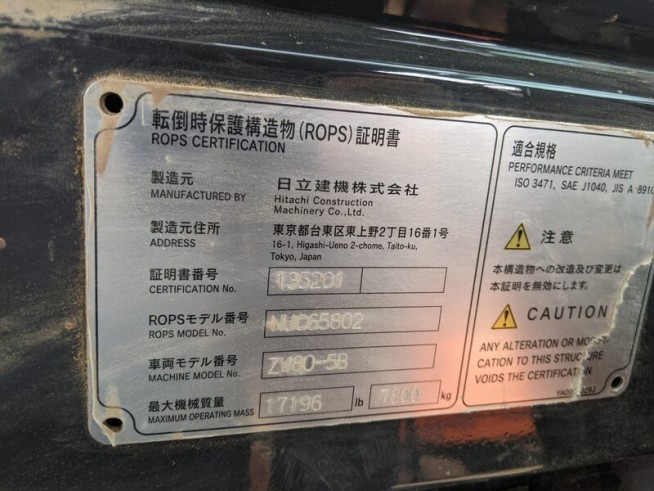 転倒時保護構造物(ROPS)証明書
ROPS CERTIFICATION
製造元
MANUFACTURED BY
日立建機株式会社
Hitachi Construction
Machinery Co.,Ltd.
製造元住所
ADDRESS
東京都台東区東上野2丁目16番1号
16-1, Higashi-Ueno 2-chome, Taito-ku,
Tokyo, Japan
証明書番号
CERTIFICATION No.
ROPSモデル番号
ROPS MODEL No.
車両モデル番号
MACHINE MODEL No.
ZW80-5B
最大機械質量
MAXIMUM OPERATING MASS
17196 lb kg
適合規格
PERFORMANCE CRITERIA MEET
ISO 3471, SAE J1040, JIS A 8910
注意
本構造物への改造及び変更は
本証明を無効にします。
CAUTION
ANY ALTERATION OR
CATION TO THIS STRUCTURE
VOIDS THE CERTIFICATION